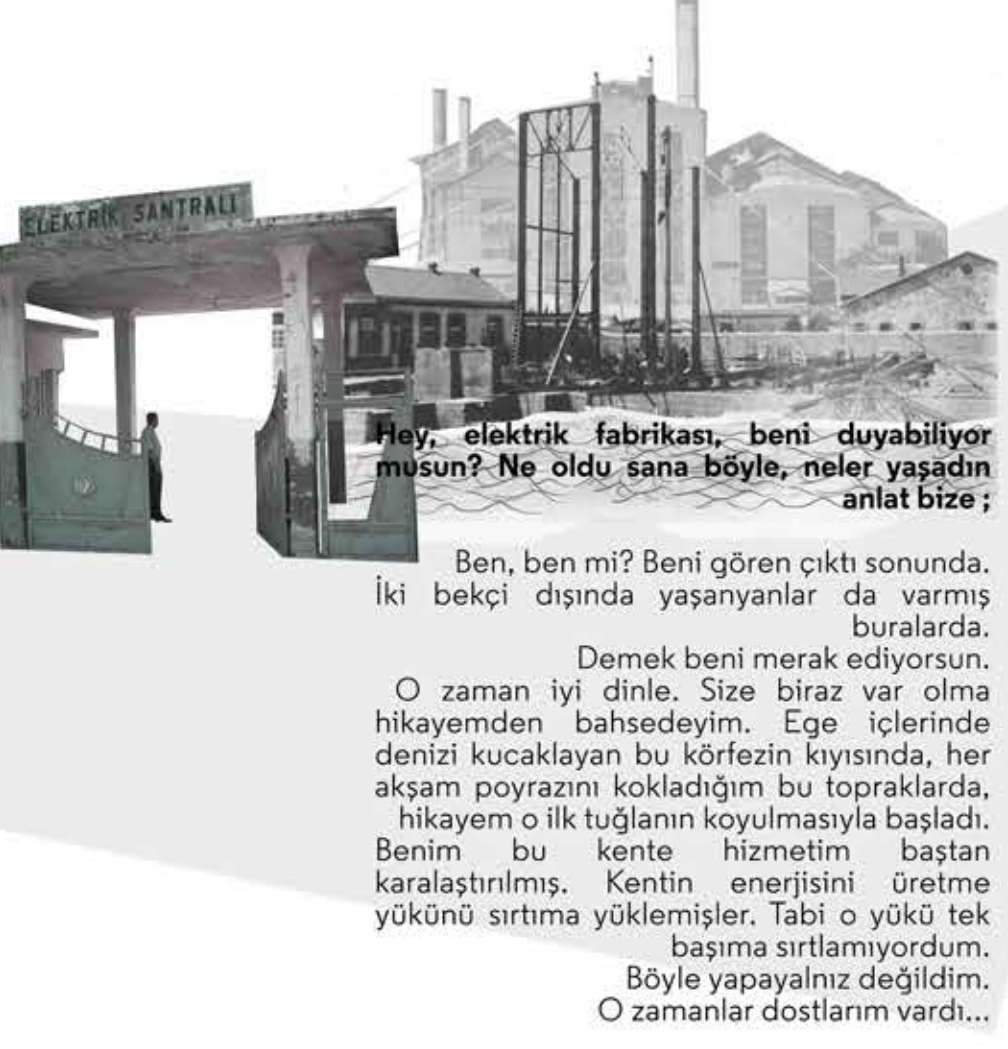 ELEKTRİK SANTRALI
Hey, elektrik fabrikası, beni duyabiliyor
musun? Ne oldu sana böyle, neler yaşadın
anlat bize ;
Ben, ben mi? Beni gören çıktı sonunda.
İki bekçi dışında yaşanyanlar da varmış
buralarda.
Demek beni merak ediyorsun.
O zaman iyi dinle. Size biraz var olma
hikayemden bahsedeyim. Ege içlerinde
denizi kucaklayan bu körfezin kıyısında, her
akşam poyrazını kokladığım bu topraklarda,
hikayem o ilk tuğlanın koyulmasıyla başladı.
Benim bu kente hizmetim baştan
karalaştırılmış. Kentin enerjisini üretme
yükünü sırtıma yüklemişler. Tabi o yükü tek
başıma sırtlamıyordum.
Böyle yapayalnız değildim.
O zamanlar dostlarım vardı...